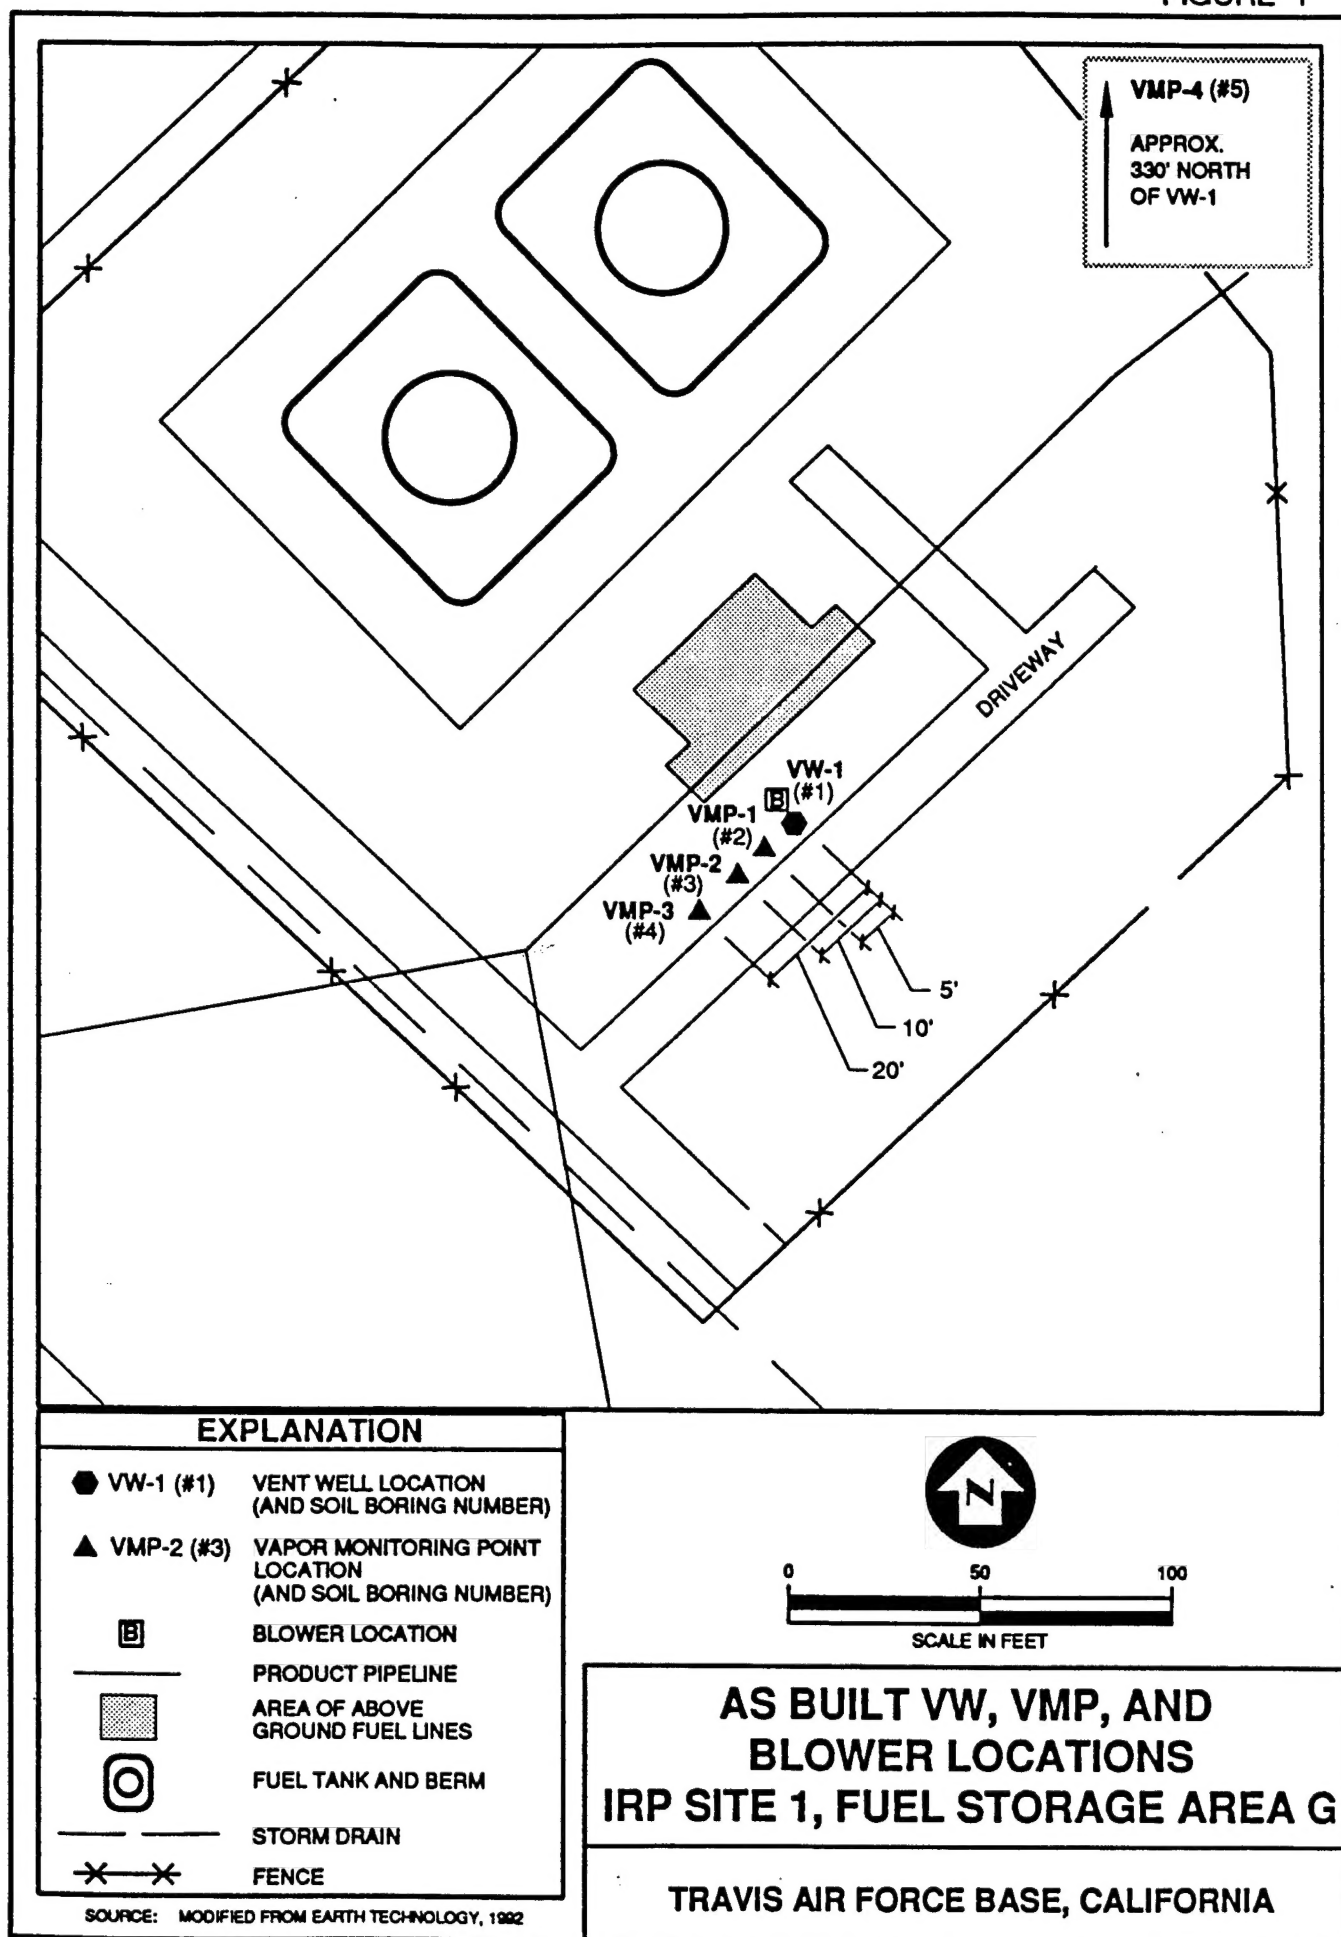 FIGURE 1
VMP-4 (#5)
APPROX.
330' NORTH
OF VW-1
DRIVEWAY
VW-1
(#1)
B
VMP-1
(#2)
VMP-2
(#3)
VMP-3
(#4)
5'
10'
20'
EXPLANATION
VW-1 (#1) VENT WELL LOCATION
(AND SOIL BORING NUMBER)
VMP-2 (#3) VAPOR MONITORING POINT
LOCATION
(AND SOIL BORING NUMBER)
B BLOWER LOCATION
PRODUCT PIPELINE
AREA OF ABOVE
GROUND FUEL LINES
FUEL TANK AND BERM
STORM DRAIN
FENCE
SOURCE: MODIFIED FROM EARTH TECHNOLOGY, 1992
N
0 50 100
SCALE IN FEET
AS BUILT VW, VMP, AND
BLOWER LOCATIONS
IRP SITE 1, FUEL STORAGE AREA G
TRAVIS AIR FORCE BASE, CALIFORNIA